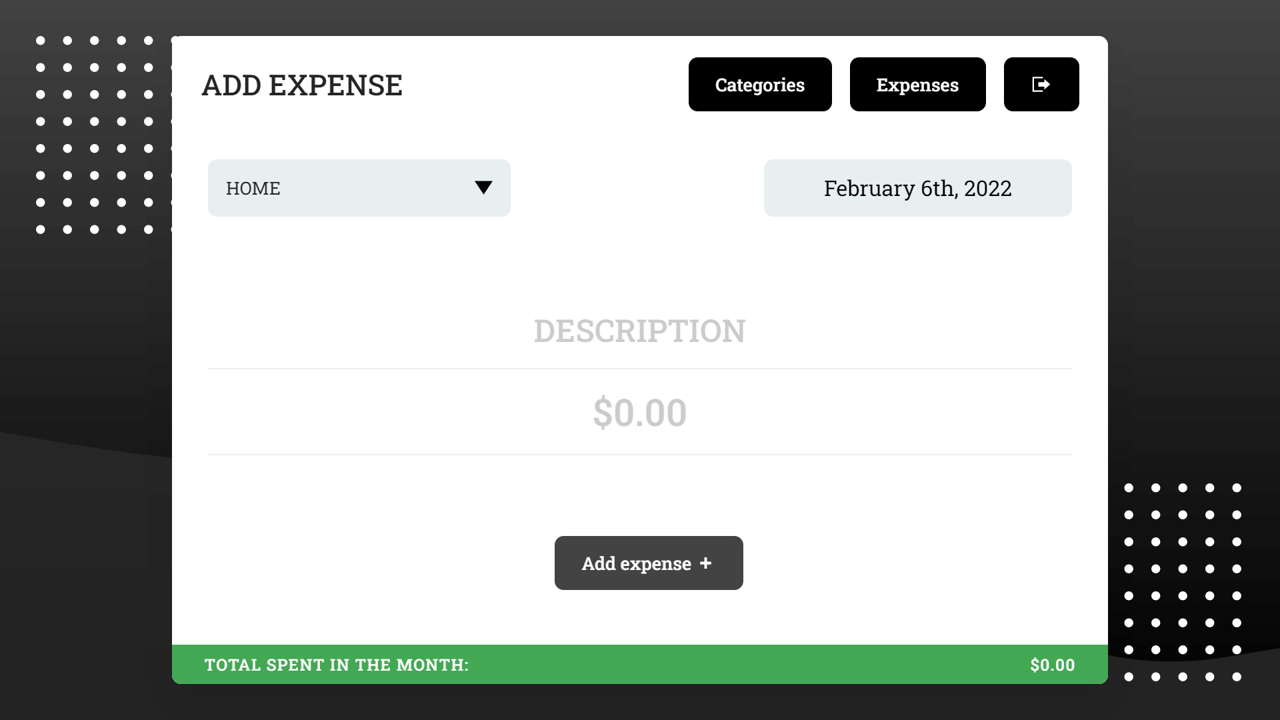 ADD EXPENSE
Categories
Expenses
HOME
February 6th, 2022
DESCRIPTION
$0.00
Add expense +
TOTAL SPENT IN THE MONTH:
$0.00